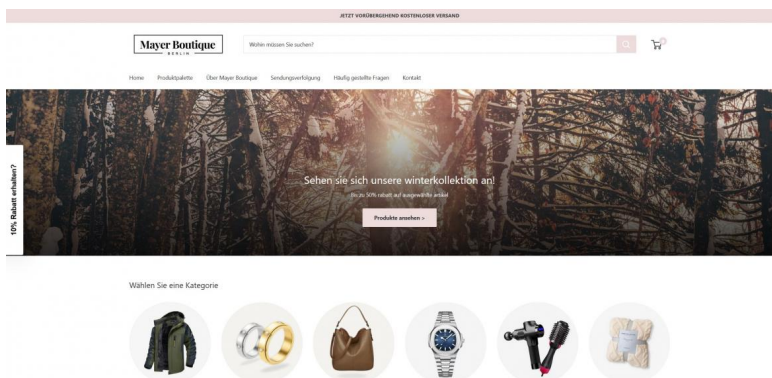 JETZT VORÜBERGEHEND KOSTENLOSER VERSAND
Mayer Boutique
BERLIN
Wohin müssen Sie suchen?
0
Home Produktpalette Über Mayer Boutique Sendungsverfolgung Häufig gestellte Fragen Kontakt
10% Rabatt erhalten?
Sehen sie sich unsere winterkollektion an!
Bis zu 50% rabatt auf ausgewählte artikel
Produkte ansehen »
Wählen Sie eine Kategorie